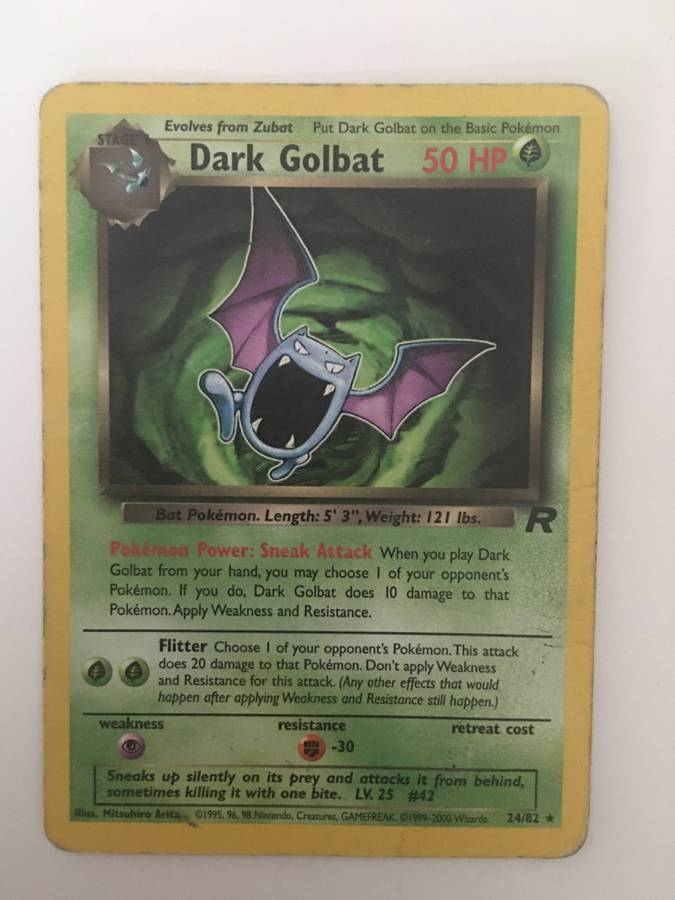 Evolves from Zubat Put Dark Golbat on the Basic Pokémon
STAGE 1
Dark Golbat 50 HP
Bat Pokémon. Length: 5' 3", Weight: 121 lbs.
R
Pokémon Power: Sneak Attack When you play Dark
Golbat from your hand, you may choose 1 of your opponent's
Pokémon. If you do, Dark Golbat does 10 damage to that
Pokémon. Apply Weakness and Resistance.
Flitter Choose 1 of your opponent's Pokémon. This attack
does 20 damage to that Pokémon. Don't apply Weakness
and Resistance for this attack. (Any other effects that would
happen after applying Weakness and Resistance still happen.)
weakness resistance retreat cost
-30
Sneaks up silently on its prey and attacks it from behind,
sometimes killing it with one bite. LV. 25 #42
Illus. Mitsuhiro Arita ©1995, 96, 98 Nintendo, Creatures, GAMEFREAK. ©1999-2000 Wizards. 24/82 ★